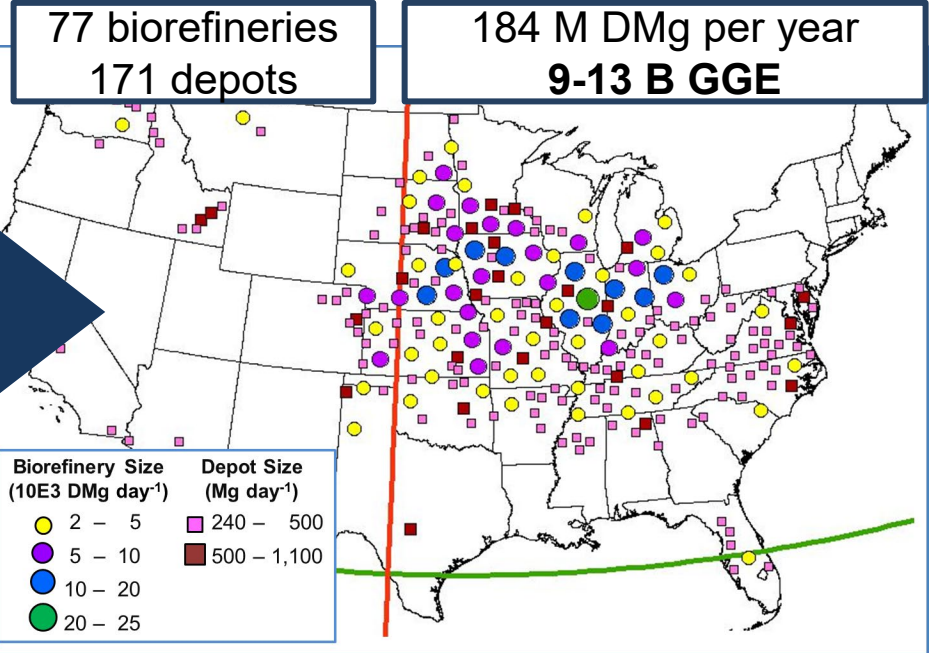 77 biorefineries
171 depots
184 M DMg per year
9-13 B GGE
Biorefinery Size
(10E3 DMg day⁻¹)
2 – 5
5 – 10
10 – 20
20 – 25
Depot Size
(Mg day⁻¹)
240 – 500
500 – 1,100